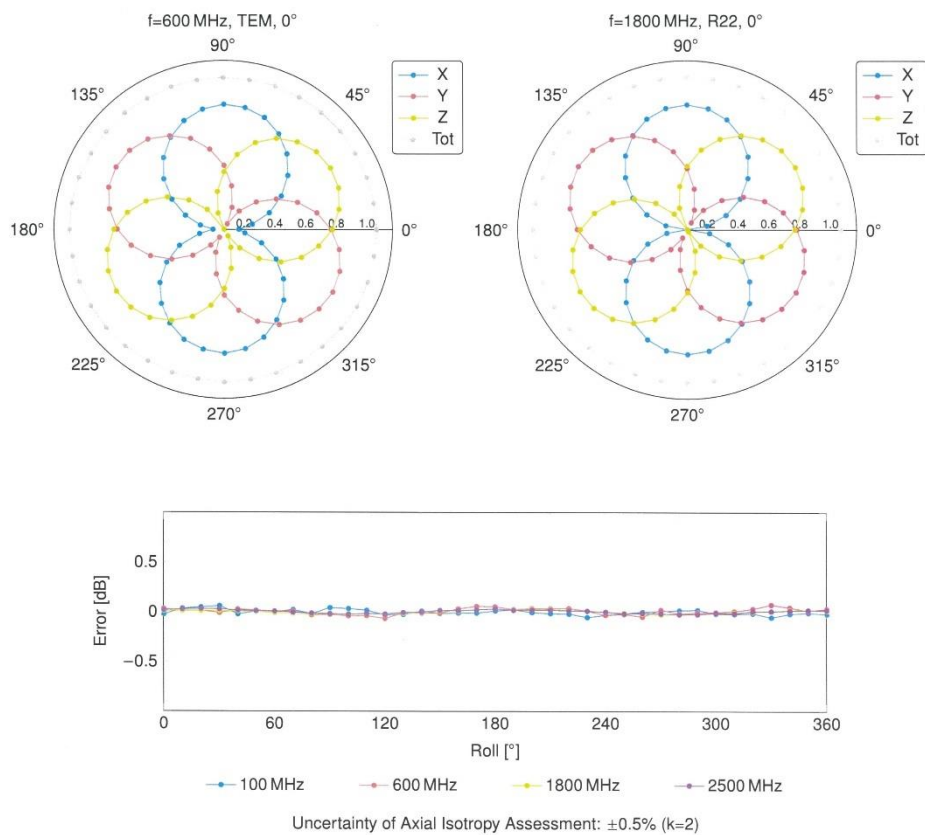 f=600 MHz, TEM, 0°
90°
135°
45°
X
Y
Z
Tot
180°
0.2 0.4 0.6 0.8 1.0
0°
225°
315°
270°
f=1800 MHz, R22, 0°
90°
135°
45°
X
Y
Z
Tot
180°
0.2 0.4 0.6 0.8 1.0
0°
225°
315°
270°
Error [dB]
0.5
0
−0.5
0 60 120 180 240 300 360
Roll [°]
100 MHz 600 MHz 1800 MHz 2500 MHz
Uncertainty of Axial Isotropy Assessment: ±0.5% (k=2)